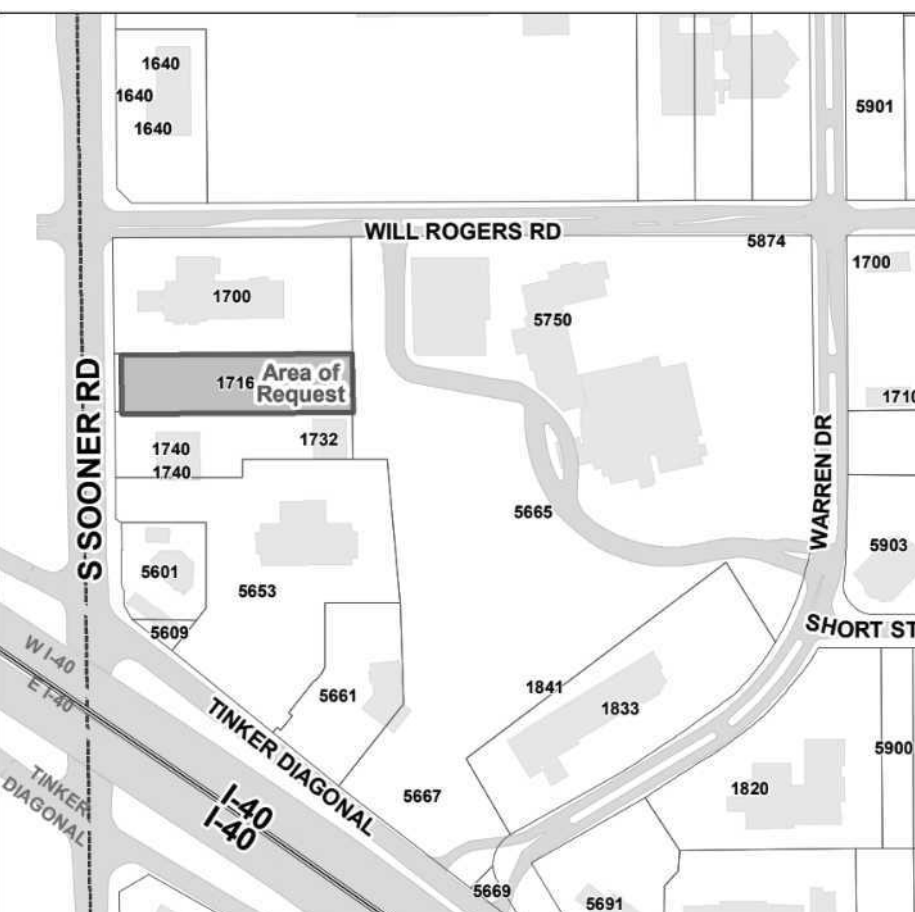 1640
1640
1640
5901
WILL ROGERS RD
5874
1700
1700
5750
1716
Area of
Request
S SOONER RD
1710
1740
1732
1740
WARREN DR
5665
5903
5601
5653
5609
SHORT ST
W I-40
E I-40
5661
1841
1833
TINKER DIAGONAL
5900
TINKER
DIAGONAL
I-40
I-40
5667
1820
5669
5691